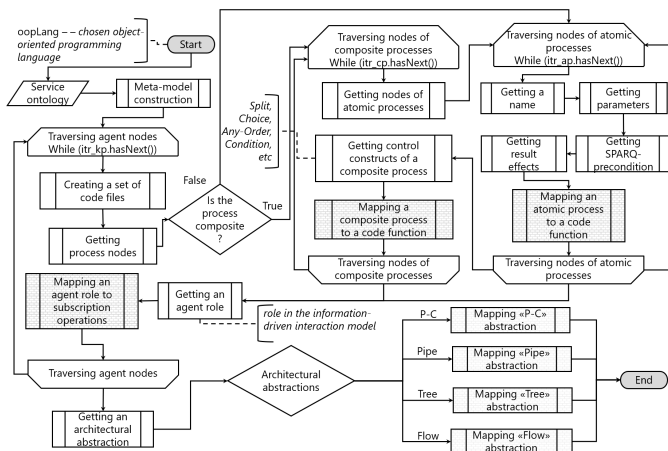 oopLang – – chosen object-
oriented programming
language
Start
Service
ontology
Meta-model
construction
Traversing agent nodes
While (itr_kp.hasNext())
Creating a set of
code files
Getting
process nodes
False
Is the
process
composite
?
True
Split,
Choice,
Any-Order,
Condition,
etc
Traversing nodes of
composite processes
While (itr_cp.hasNext())
Getting nodes of
atomic processes
Getting control
constructs of a
composite process
Mapping a
composite process
to a code function
Traversing nodes of
composite processes
Traversing nodes of atomic
processes
While (itr_ap.hasNext())
Getting a
name
Getting
parameters
Getting
result
effects
Getting
SPARQ-
precondition
Mapping an
atomic process
to a code
function
Traversing nodes of atomic
processes
Mapping an
agent role to
subscription
operations
Getting an
agent role
role in the information-
driven interaction model
Traversing agent nodes
Getting an
architectural
abstraction
Architectural
abstractions
P-C
Mapping «P-C»
abstraction
Pipe
Mapping «Pipe»
abstraction
Tree
Mapping «Tree»
abstraction
Flow
Mapping «Flow»
abstraction
End